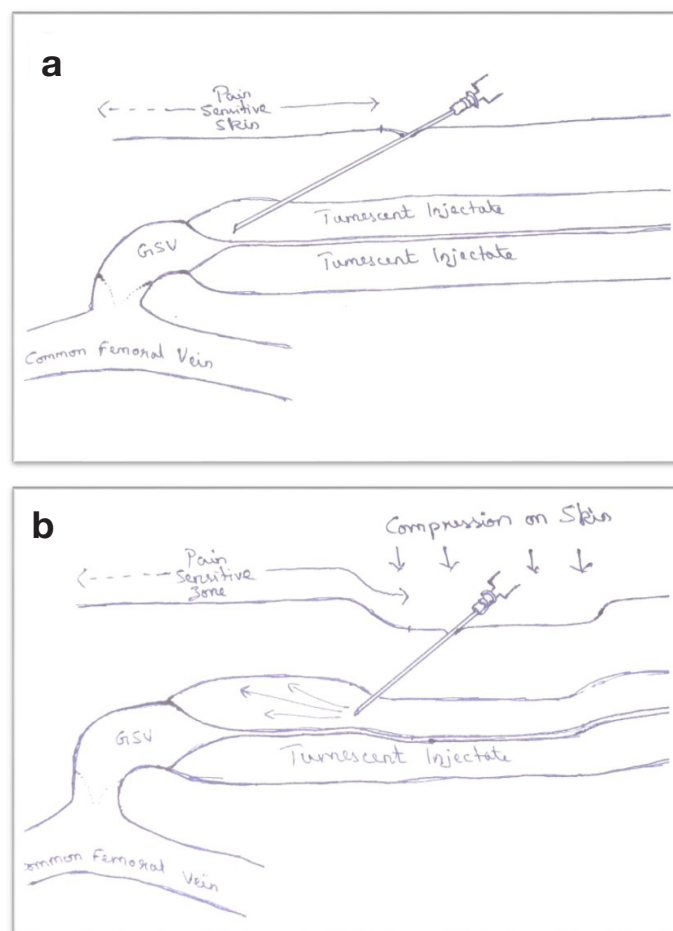 a
Pain
Sensitive
Skin
Tumescent Injectate
GSV
Tumescent Injectate
Common Femoral Vein
b
Compression on Skin
Pain
Sensitive
Zone
GSV
Tumescent Injectate
ommon Femoral Vein